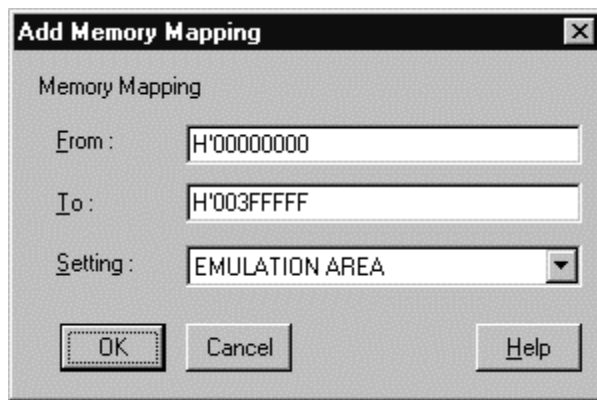 Add Memory Mapping
Memory Mapping
From : H'00000000
To : H'003FFFFF
Setting : EMULATION AREA
OK Cancel Help